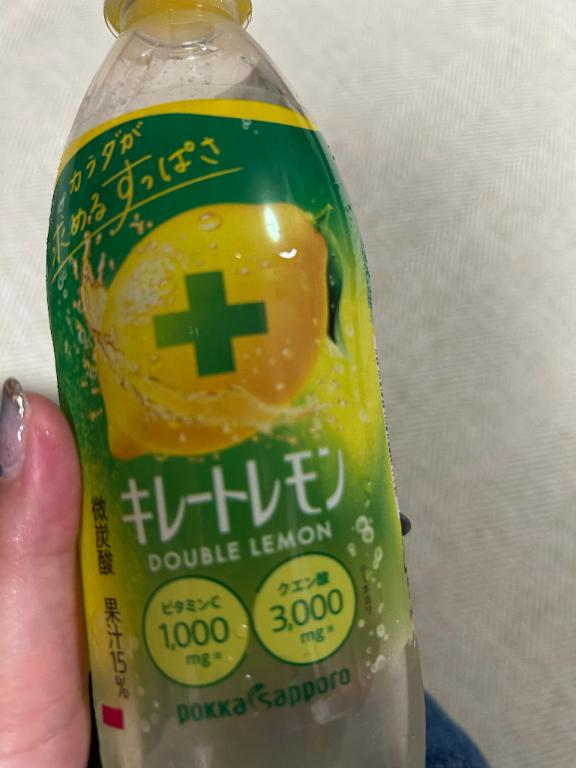 カラダが
求める すっぱさ
キレートレモン
DOUBLE LEMON
微炭酸 果汁15%
ビタミンC
1,000
mg※
クエン酸
3,000
mg※
pokka sapporo